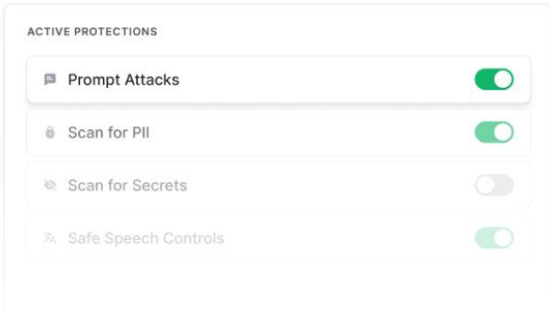 ACTIVE PROTECTIONS
Prompt Attacks
Scan for PII
Scan for Secrets
Safe Speech Controls